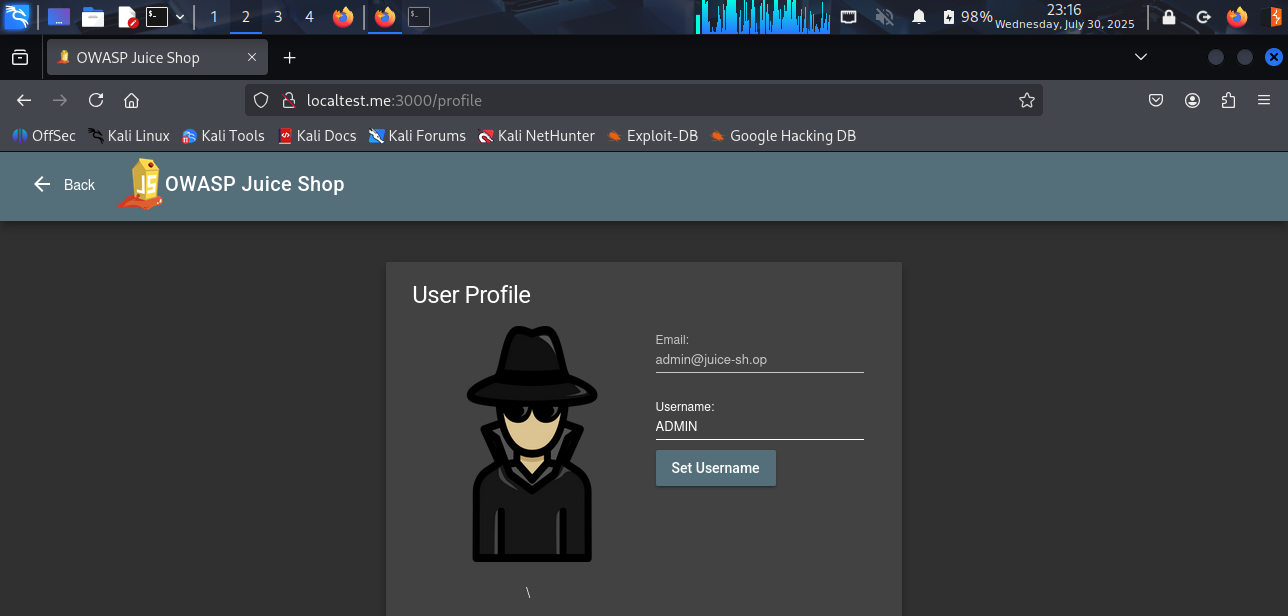 1 2 3 4 98% 23:16
Wednesday, July 30, 2025
OWASP Juice Shop
localtest.me:3000/profile
OffSec Kali Linux Kali Tools Kali Docs Kali Forums Kali NetHunter Exploit-DB Google Hacking DB
Back JS OWASP Juice Shop
User Profile
Email:
admin@juice-sh.op
Username:
ADMIN
Set Username
\